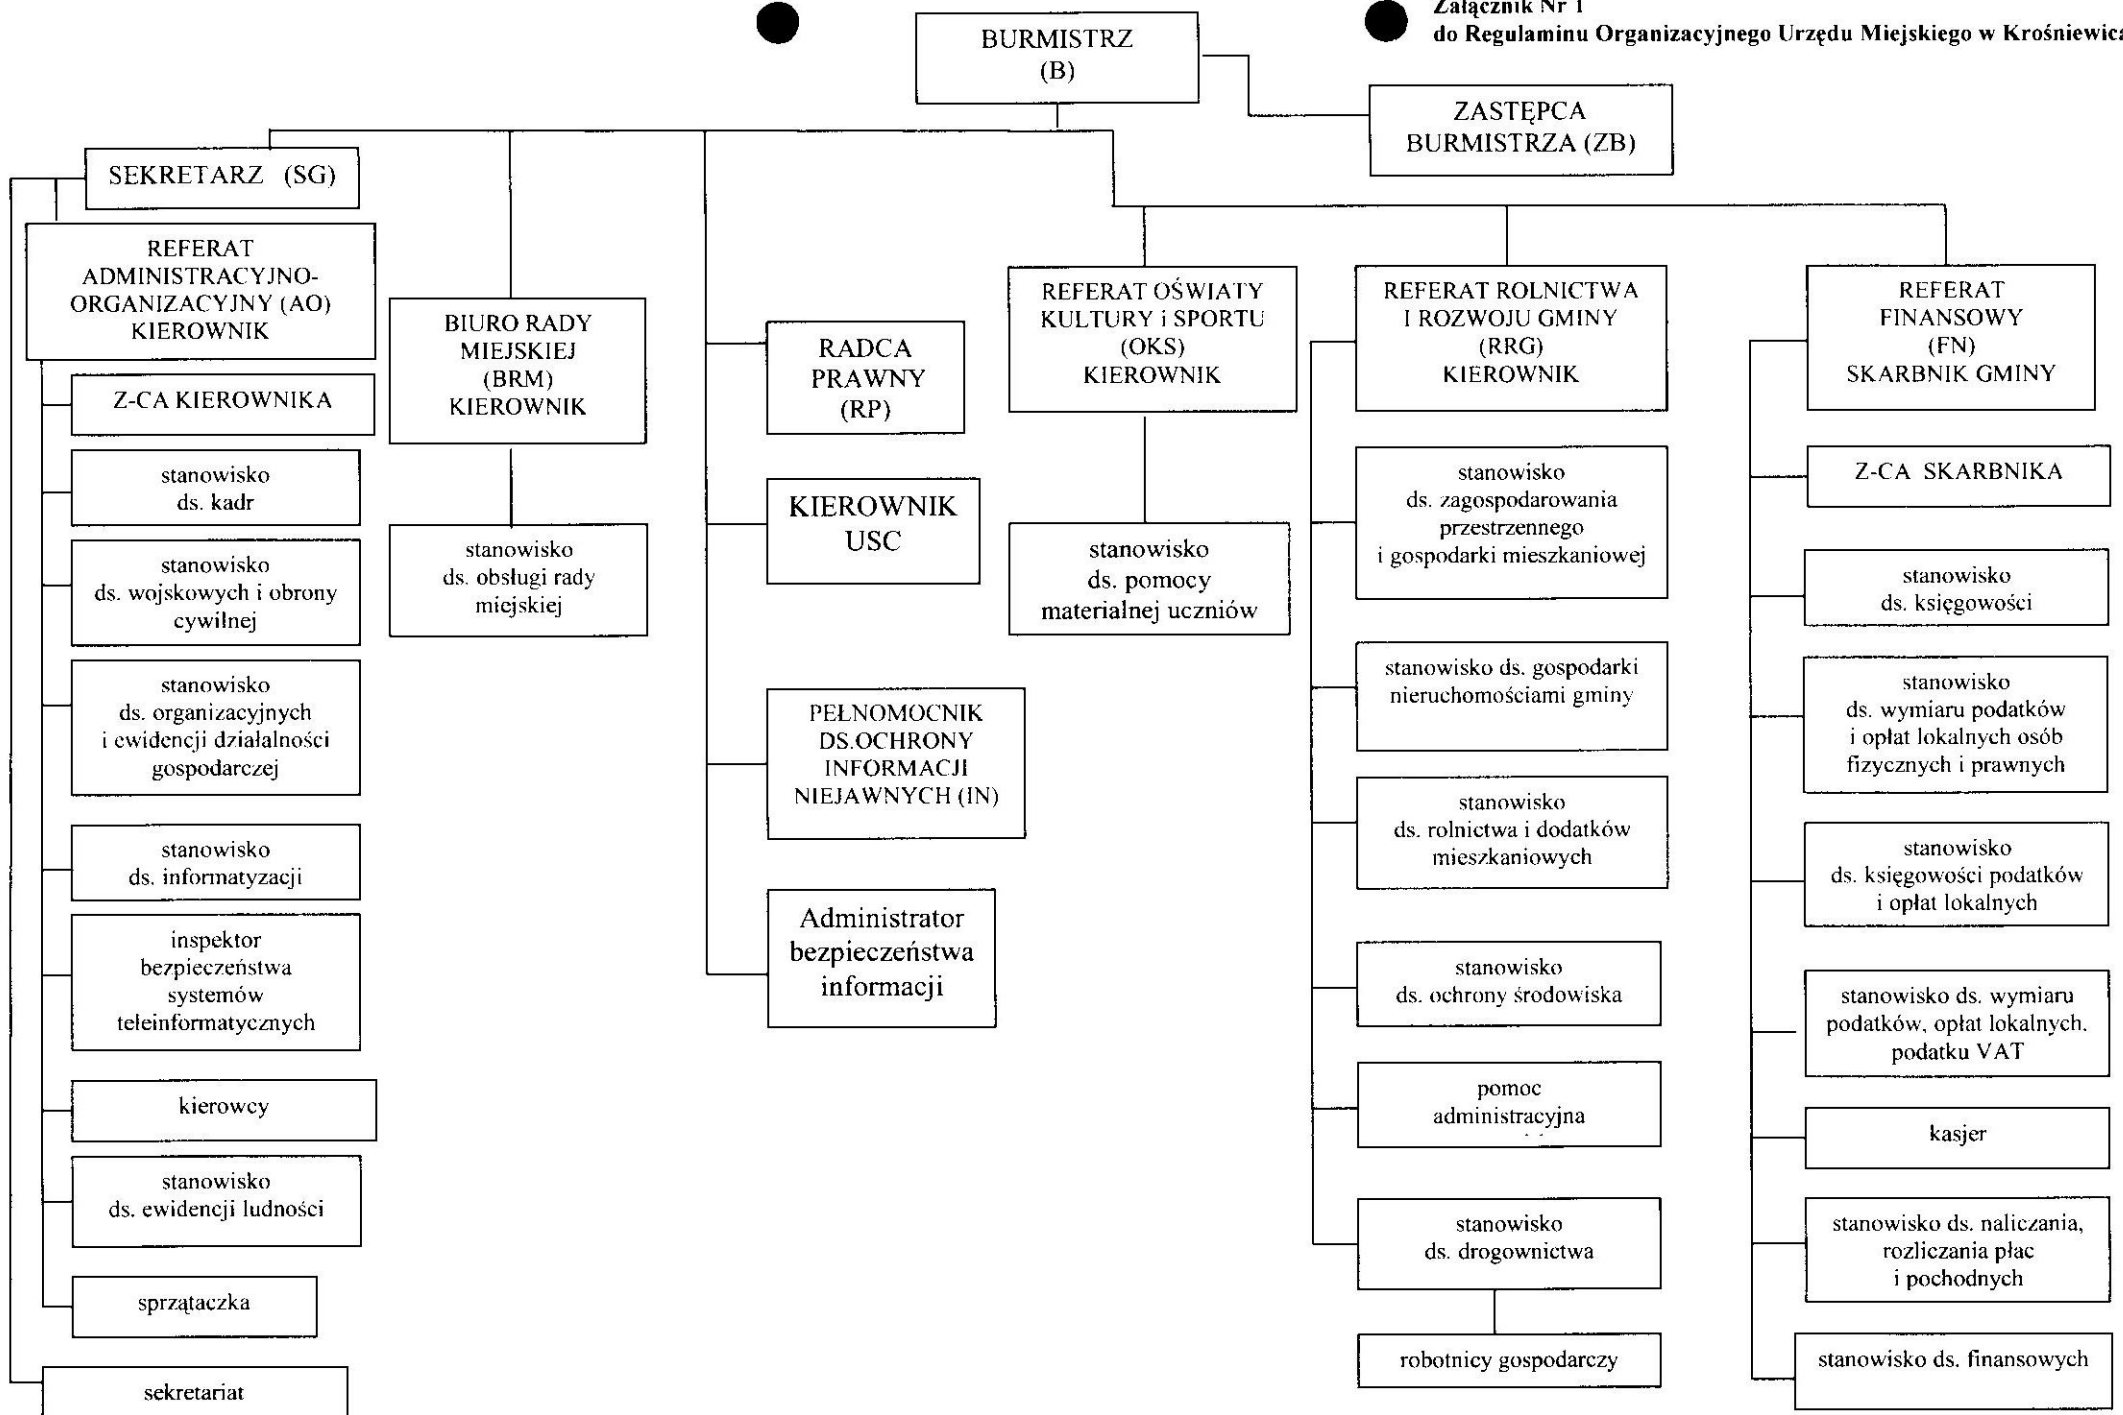 Załącznik Nr 1
do Regulaminu Organizacyjnego Urzędu Miejskiego w
BURMISTRZ
(B)
ZASTĘPCA
BURMISTRZA (ZB)
SEKRETARZ (SG)
REFERAT
ADMINISTRACYJNO-
ORGANIZACYJNY (AO)
KIEROWNIK
Z-CA KIEROWNIKA
stanowisko
ds. kadr
stanowisko
ds. wojskowych i obrony
cywilnej
stanowisko
ds. organizacyjnych
i ewidencji działalności
gospodarczej
stanowisko
ds. informatyzacji
inspektor
bezpieczeństwa
systemów
teleinformatycznych
kierowcy
stanowisko
ds. ewidencji ludności
sprzątaczka
sekretariat
BIURO RADY
MIEJSKIEJ
(BRM)
KIEROWNIK
stanowisko
ds. obsługi rady
miejskiej
RADCA
PRAWNY
(RP)
KIEROWNIK
USC
PEŁNOMOCNIK
DS.OCHRONY
INFORMACJI
NIEJAWNYCH (IN)
Administrator
bezpieczeństwa
informacji
REFERAT OŚWIATY
KULTURY i SPORTU
(OKS)
KIEROWNIK
stanowisko
ds. pomocy
materialnej uczniów
REFERAT ROLNICTWA
I ROZWOJU GMINY
(RRG)
KIEROWNIK
stanowisko
ds. zagospodarowania
przestrzennego
i gospodarki mieszkaniowej
stanowisko ds. gospodarki
nieruchomościami gminy
stanowisko
ds. rolnictwa i dodatków
mieszkaniowych
stanowisko
ds. ochrony środowiska
pomoc
administracyjna
stanowisko
ds. drogownictwa
robotnicy gospodarczy
REFERAT
FINANSOWY
(FN)
SKARBNIK GMINY
Z-CA SKARBNIKA
stanowisko
ds. księgowości
stanowisko
ds. wymiaru podatków
i opłat lokalnych osób
fizycznych i prawnych
stanowisko
ds. księgowości podatków
i opłat lokalnych
stanowisko ds. wymiaru
podatków, opłat lokalnych.
podatku VAT
kasjer
stanowisko ds. naliczania,
rozliczania płac
i pochodnych
stanowisko ds. finansowych